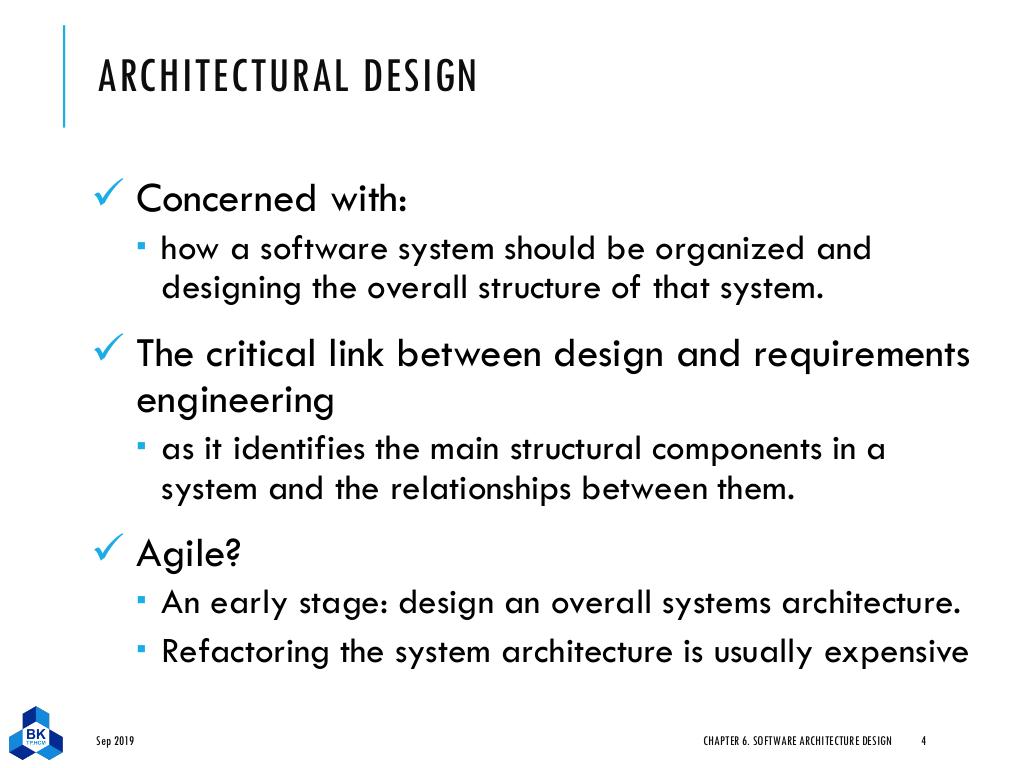 ARCHITECTURAL DESIGN
✓ Concerned with:
▪ how a software system should be organized and
designing the overall structure of that system.
✓ The critical link between design and requirements
engineering
▪ as it identifies the main structural components in a
system and the relationships between them.
✓ Agile?
▪ An early stage: design an overall systems architecture.
▪ Refactoring the system architecture is usually expensive
BK
TP.HCM
Sep 2019
CHAPTER 6. SOFTWARE ARCHITECTURE DESIGN
4